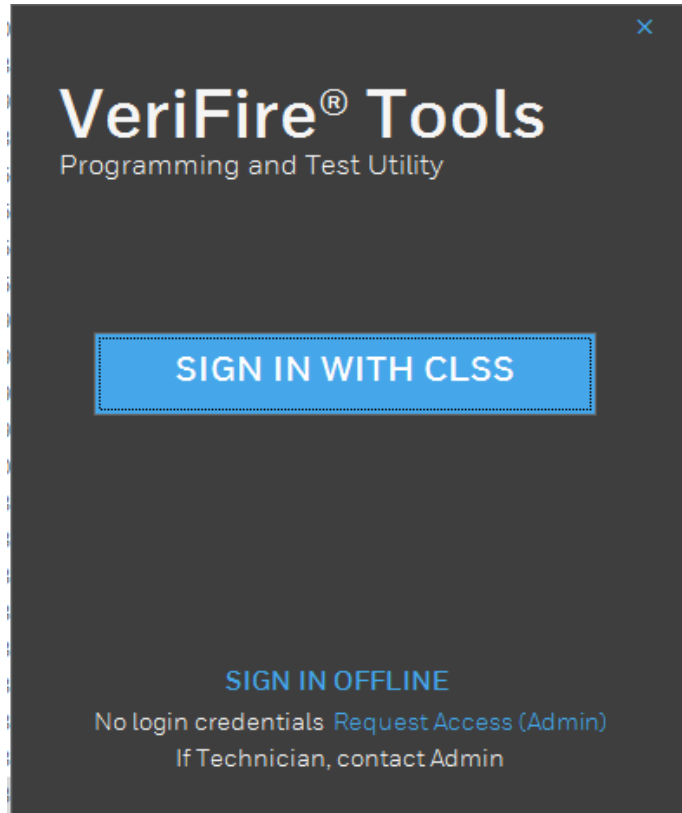 VeriFire® Tools
Programming and Test Utility
SIGN IN WITH CLSS
SIGN IN OFFLINE
No login credentials Request Access (Admin)
If Technician, contact Admin